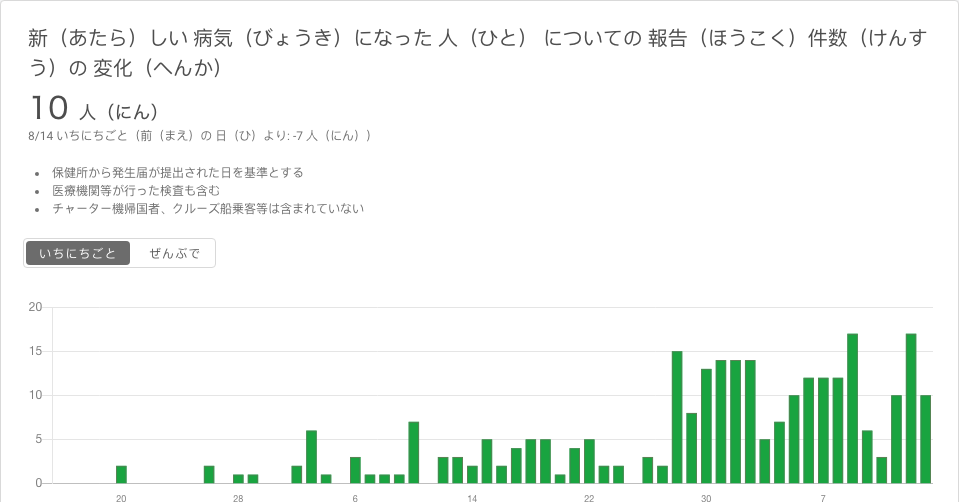 新（あたら）しい 病気（びょうき）になった 人（ひと） についての 報告（ほうこく）件数（けんす
う）の 変化（へんか）
10 人（にん）
8/14 いちにちごと（前（まえ）の 日（ひ）より: -7 人（にん））
• 保健所から発生届が提出された日を基準とする
• 医療機関等が行った検査も含む
• チャーター機帰国者、クルーズ船乗客等は含まれていない
いちにちごと ぜんぶで
20
15
10
5
0
20 28 6 14 22 30 7